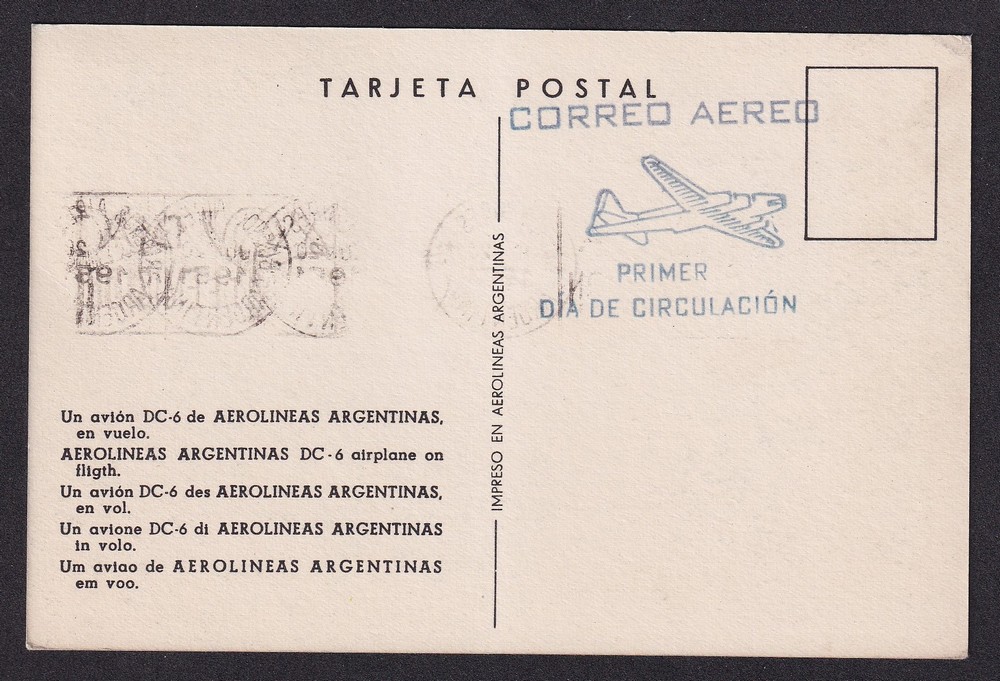 TARJETA POSTAL
CORREO AEREO
PRIMER
DIA DE CIRCULACIÓN
IMPRESO EN AEROLINEAS ARGENTINAS
Un avión DC-6 de AEROLINEAS ARGENTINAS,
en vuelo.
AEROLINEAS ARGENTINAS DC-6 airplane on
fligth.
Un avión DC-6 des AEROLINEAS ARGENTINAS,
en vol.
Un avione DC-6 di AEROLINEAS ARGENTINAS
in volo.
Um aviao de AEROLINEAS ARGENTINAS
em voo.